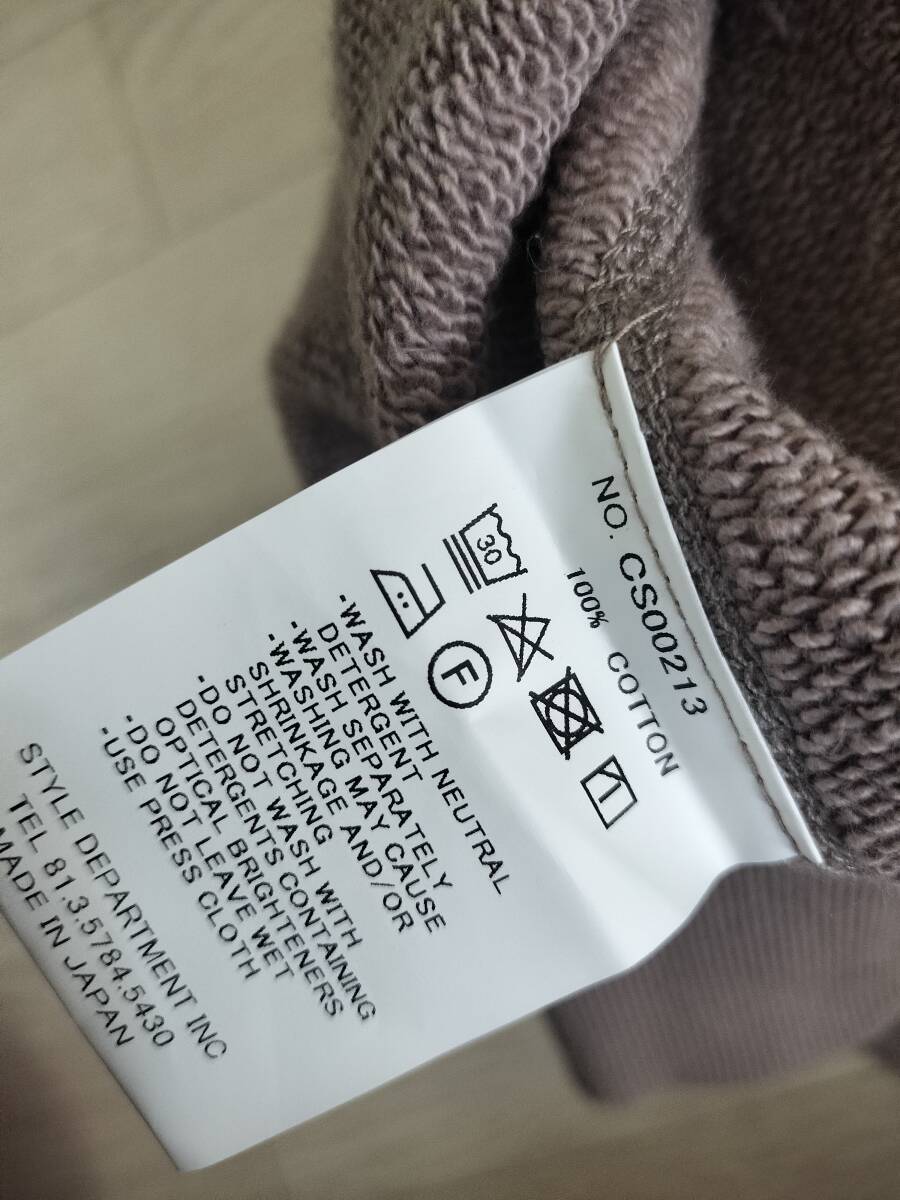 NO. CS00213
100% COTTON
30
F
-WASH WITH NEUTRAL
DETERGENT
-WASH SEPARATELY
-WASHING MAY CAUSE
SHRINKAGE AND/OR
STRETCHING
-DO NOT WASH WITH
DETERGENTS CONTAINING
OPTICAL BRIGHTENERS
-DO NOT LEAVE WET
-USE PRESS CLOTH
STYLE DEPARTMENT INC
TEL 81.3.5784.5430
MADE IN JAPAN